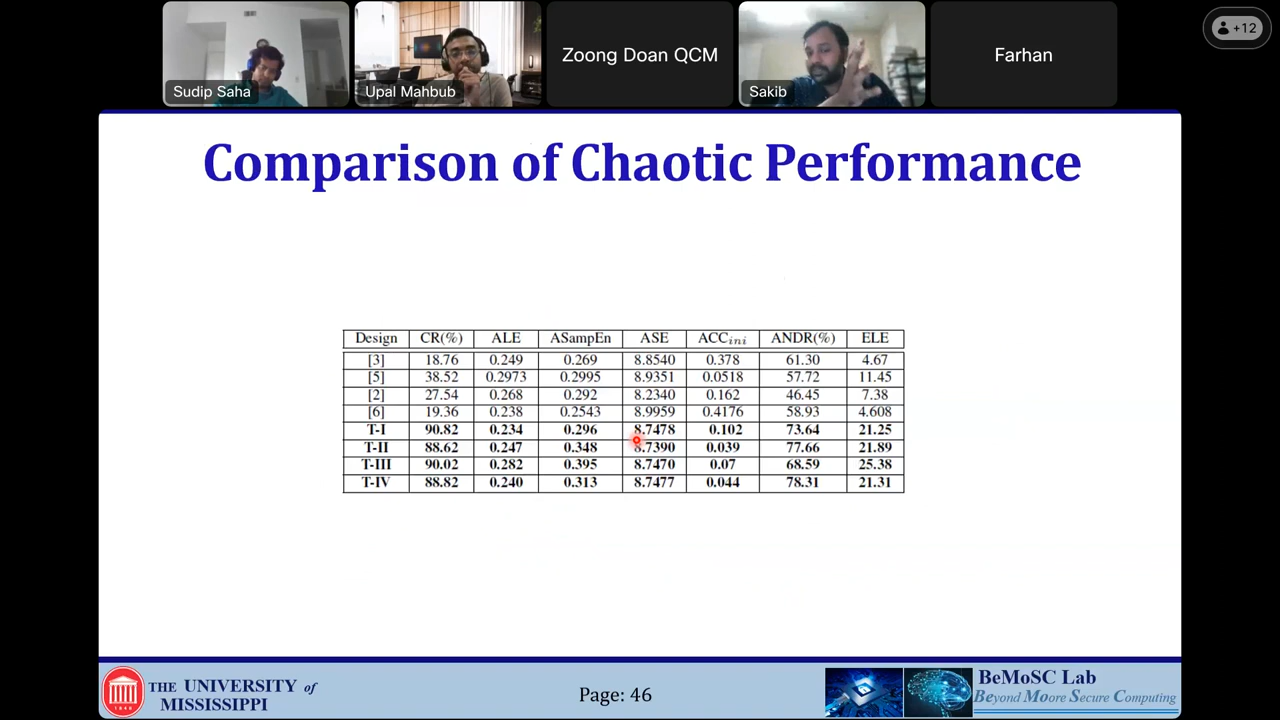 +12
Zoong Doan QCM
Farhan
Sudip Saha
Upal Mahbub
Sakib
Comparison of Chaotic Performance
Design CR(%) ALE ASampEn ASE ACCini ANDR(%) ELE
[3] 18.76 0.249 0.269 8.8540 0.378 61.30 4.67
[5] 38.52 0.2973 0.2995 8.9351 0.0518 57.72 11.45
[2] 27.54 0.268 0.292 8.2340 0.162 46.45 7.38
[6] 19.36 0.238 0.2543 8.9959 0.4176 58.93 4.608
T-I 90.82 0.234 0.296 8.7478 0.102 73.64 21.25
T-II 88.62 0.247 0.348 8.7390 0.039 77.66 21.89
T-III 90.02 0.282 0.395 8.7470 0.07 68.59 25.38
T-IV 88.82 0.240 0.313 8.7477 0.044 78.31 21.31
THE UNIVERSITY of
MISSISSIPPI
1848
Page: 46
BeMoSC Lab
Beyond Moore Secure Computing